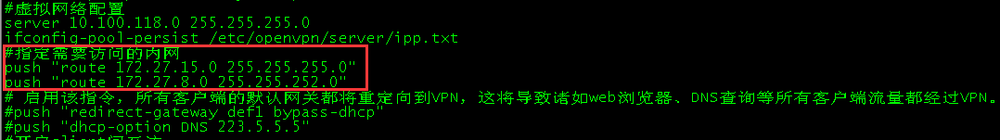 #虚拟网络配置
server 10.100.118.0 255.255.255.0
ifconfig-pool-persist /etc/openvpn/server/ipp.txt
#指定需要访问的内网
push "route 172.27.15.0 255.255.255.0"
push "route 172.27.8.0 255.255.252.0"
# 启用该指令，所有客户端的默认网关都将重定向到VPN，这将导致诸如web浏览器、DNS查询等所有客户端流量都经过VPN。
#push "redirect-gateway def1 bypass-dhcp"
#push "dhcp-option DNS 223.5.5.5"